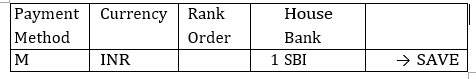 Payment Method Currency Rank Order House Bank
M INR 1 SBI → SAVE